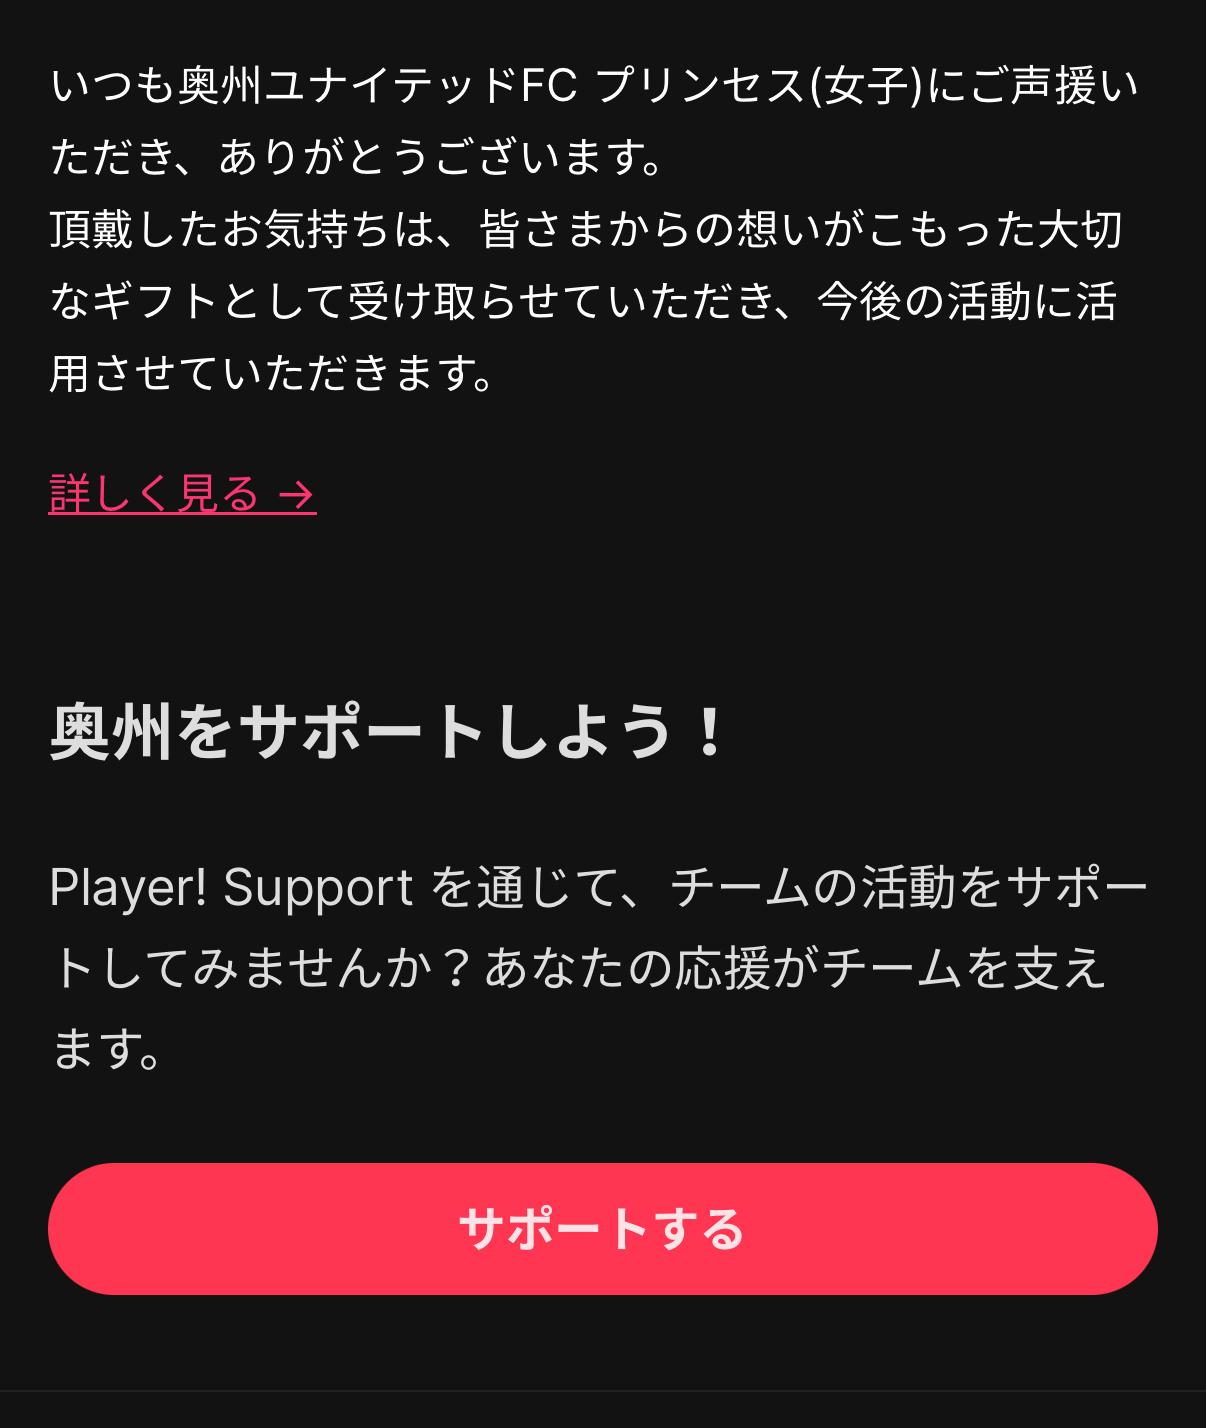 いつも奥州ユナイテッドFC プリンセス(女子)にご声援い
ただき、ありがとうございます。
頂戴したお気持ちは、皆さまからの想いがこもった大切
なギフトとして受け取らせていただき、今後の活動に活
用させていただきます。
詳しく見る →
奥州をサポートしよう！
Player! Support を通じて、チームの活動をサポー
トしてみませんか？あなたの応援がチームを支え
ます。
サポートする